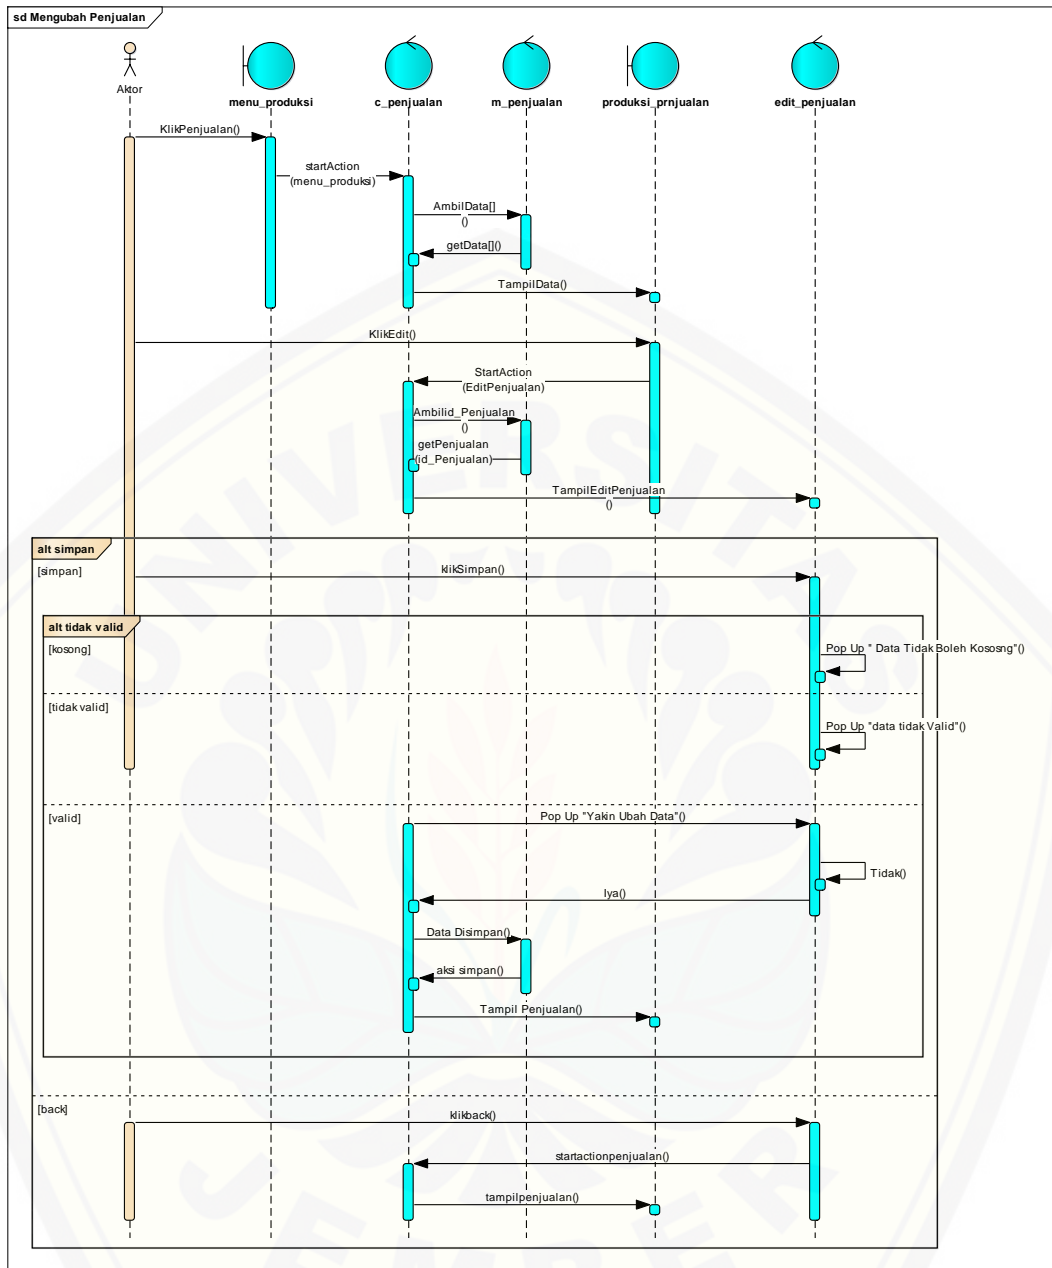 sd Mengubah Penjualan
Aktor
menu_produksi
c_penjualan
m_penjualan
produksi_prnjualan
edit_penjualan
KlikPenjualan()
startAction
(menu_produksi)
AmbilData[]
()
getData[]()
TampilData()
KlikEdit()
StartAction
(EditPenjualan)
Ambilid_Penjualan
()
getPenjualan
(id_Penjualan)
TampilEditPenjualan
()
alt simpan
[simpan]
klikSimpan()
alt tidak valid
[kosong]
Pop Up " Data Tidak Boleh Kososng"()
[tidak valid]
Pop Up "data tidak Valid"()
[valid]
Pop Up "Yakin Ubah Data"()
Tidak()
Iya()
Data Disimpan()
aksi simpan()
Tampil Penjualan()
[back]
klikback()
startactionpenjualan()
tampilpenjualan()
UNIVERSITAS
JEMBER